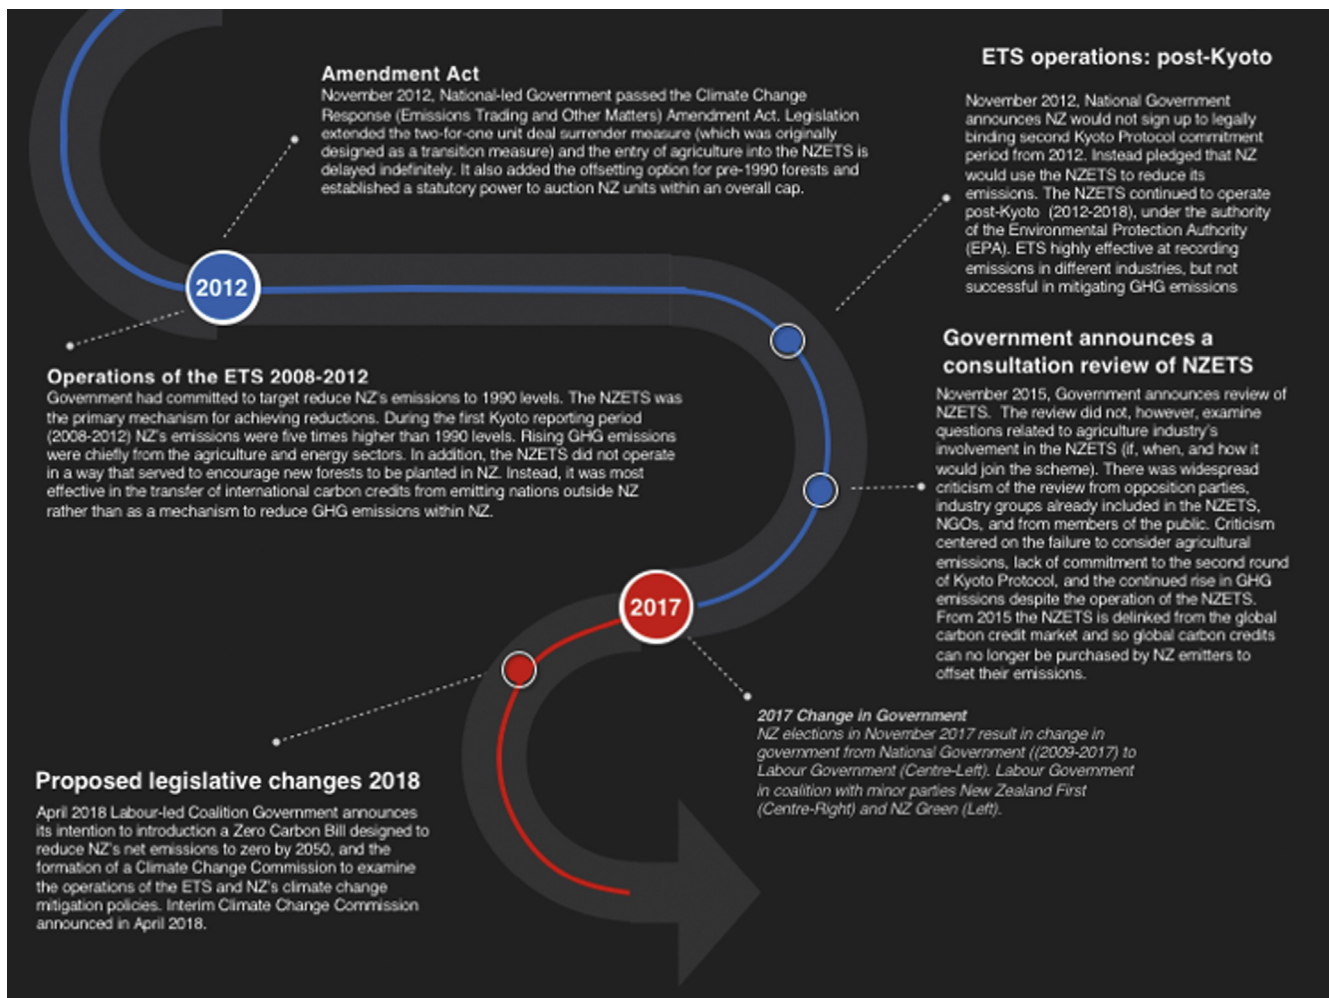 Amendment Act
November 2012, National-led Government passed the Climate Change
Response (Emissions Trading and Other Matters) Amendment Act. Legislation
extended the two-for-one unit deal surrender measure (which was originally
designed as a transition measure) and the entry of agriculture into the NZETS is
delayed indefinitely. It also added the offsetting option for pre-1990 forests and
established a statutory power to auction NZ units within an overall cap.
ETS operations: post-Kyoto
November 2012, National Government
announces NZ would not sign up to legally
binding second Kyoto Protocol commitment
period from 2012. Instead pledged that NZ
would use the NZETS to reduce its
emissions. The NZETS continued to operate
post-Kyoto (2012-2018), under the authority
of the Environmental Protection Authority
(EPA). ETS highly effective at recording
emissions in different industries, but not
successful in mitigating GHG emissions
2012
Operations of the ETS 2008-2012
Government had committed to target reduce NZ's emissions to 1990 levels. The NZETS was
the primary mechanism for achieving reductions. During the first Kyoto reporting period
(2008-2012) NZ's emissions were five times higher than 1990 levels. Rising GHG emissions
were chiefly from the agriculture and energy sectors. In addition, the NZETS did not operate
in a way that served to encourage new forests to be planted in NZ. Instead, it was most
effective in the transfer of international carbon credits from emitting nations outside NZ
rather than as a mechanism to reduce GHG emissions within NZ.
Government announces a
consultation review of NZETS
November 2015, Government announces review of
NZETS. The review did not, however, examine
questions related to agriculture industry's
involvement in the NZETS (if, when, and how it
would join the scheme). There was widespread
criticism of the review from opposition parties,
industry groups already included in the NZETS,
NGOs, and from members of the public. Criticism
centered on the failure to consider agricultural
emissions, lack of commitment to the second round
of Kyoto Protocol, and the continued rise in GHG
emissions despite the operation of the NZETS.
From 2015 the NZETS is delinked from the global
carbon credit market and so global carbon credits
can no longer be purchased by NZ emitters to
offset their emissions.
2017
2017 Change in Government
NZ elections in November 2017 result in change in
government from National Government ((2009-2017) to
Labour Government (Centre-Left). Labour Government
in coalition with minor parties New Zealand First
(Centre-Right) and NZ Green (Left).
Proposed legislative changes 2018
April 2018 Labour-led Coalition Government announces
its intention to introduction a Zero Carbon Bill designed to
reduce NZ's net emissions to zero by 2050, and the
formation of a Climate Change Commission to examine
the operations of the ETS and NZ's climate change
mitigation policies. Interim Climate Change Commission
announced in April 2018.